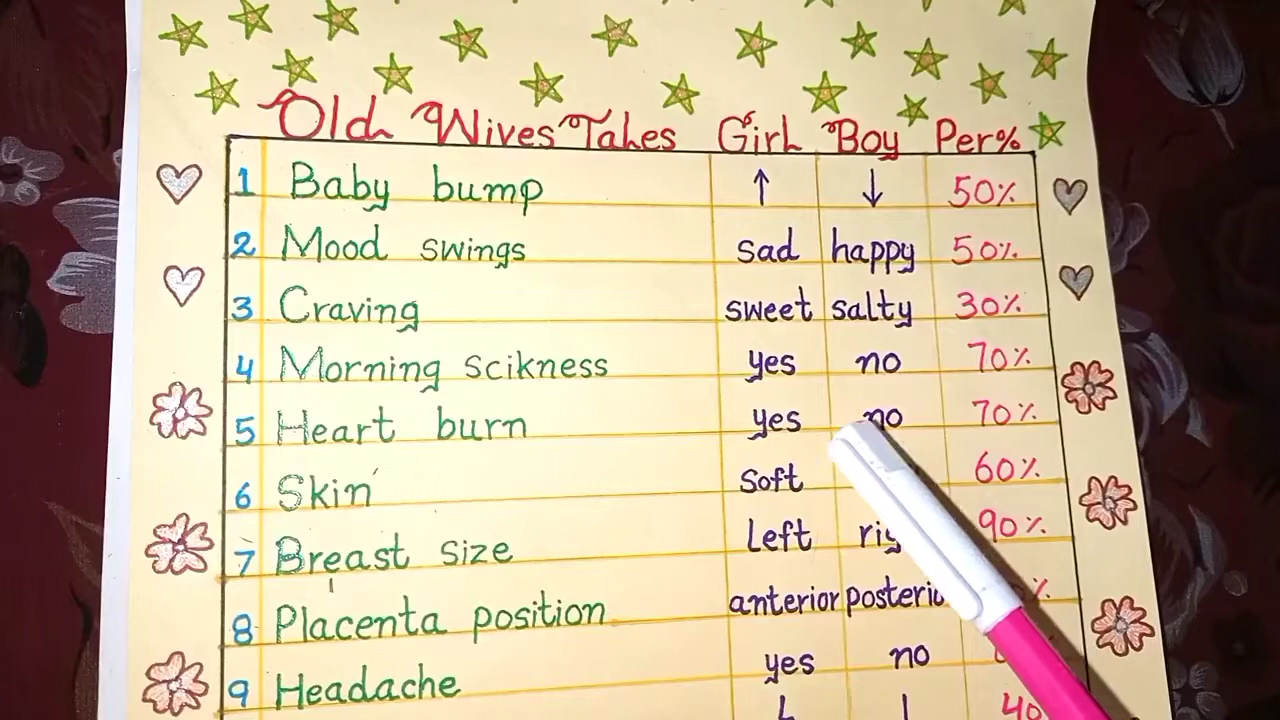 Old Wives Tales Girl Boy Per%
1 Baby bump ↑ ↓ 50%
2 Mood swings sad happy 50%
3 Craving sweet salty 30%
4 Morning scikness yes no 70%
5 Heart burn yes no 70%
6 Skin Soft 60%
7 Breast size Left 90%
8 Placenta position anterior
9 Headache yes no
40